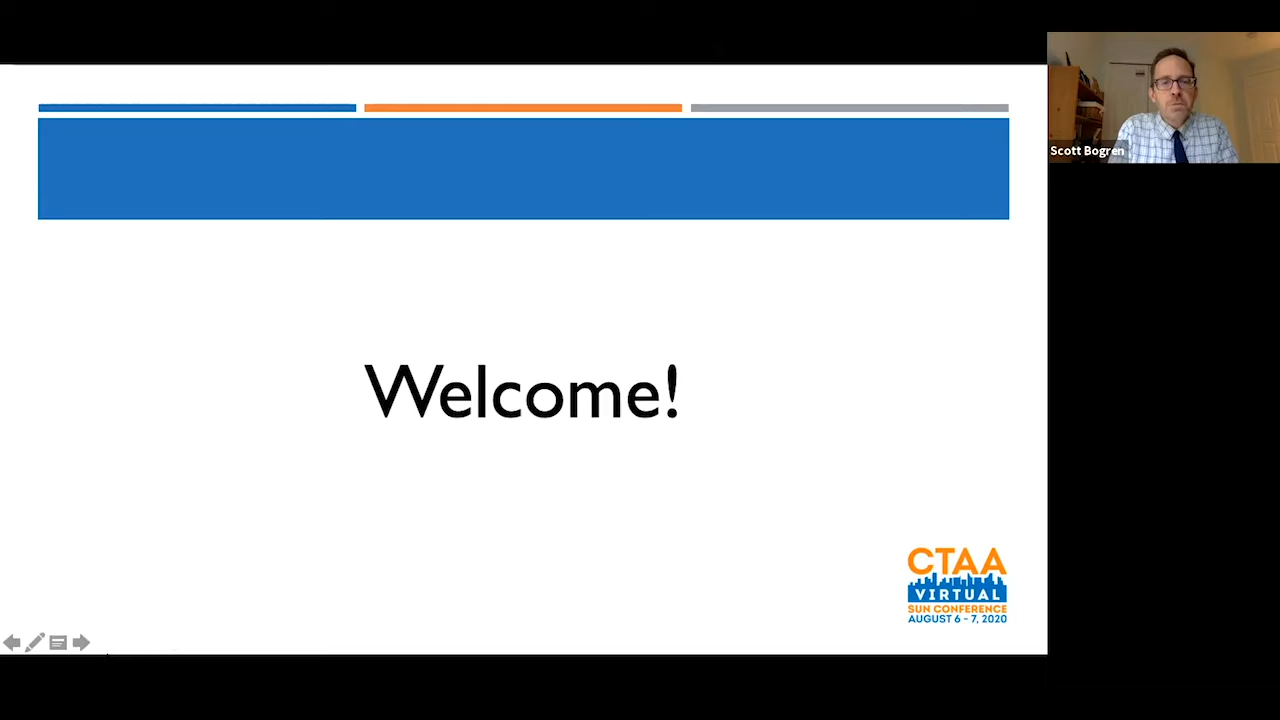 Scott Bogren
Welcome!
CTAA
VIRTUAL
SUN CONFERENCE
AUGUST 6 - 7, 2020